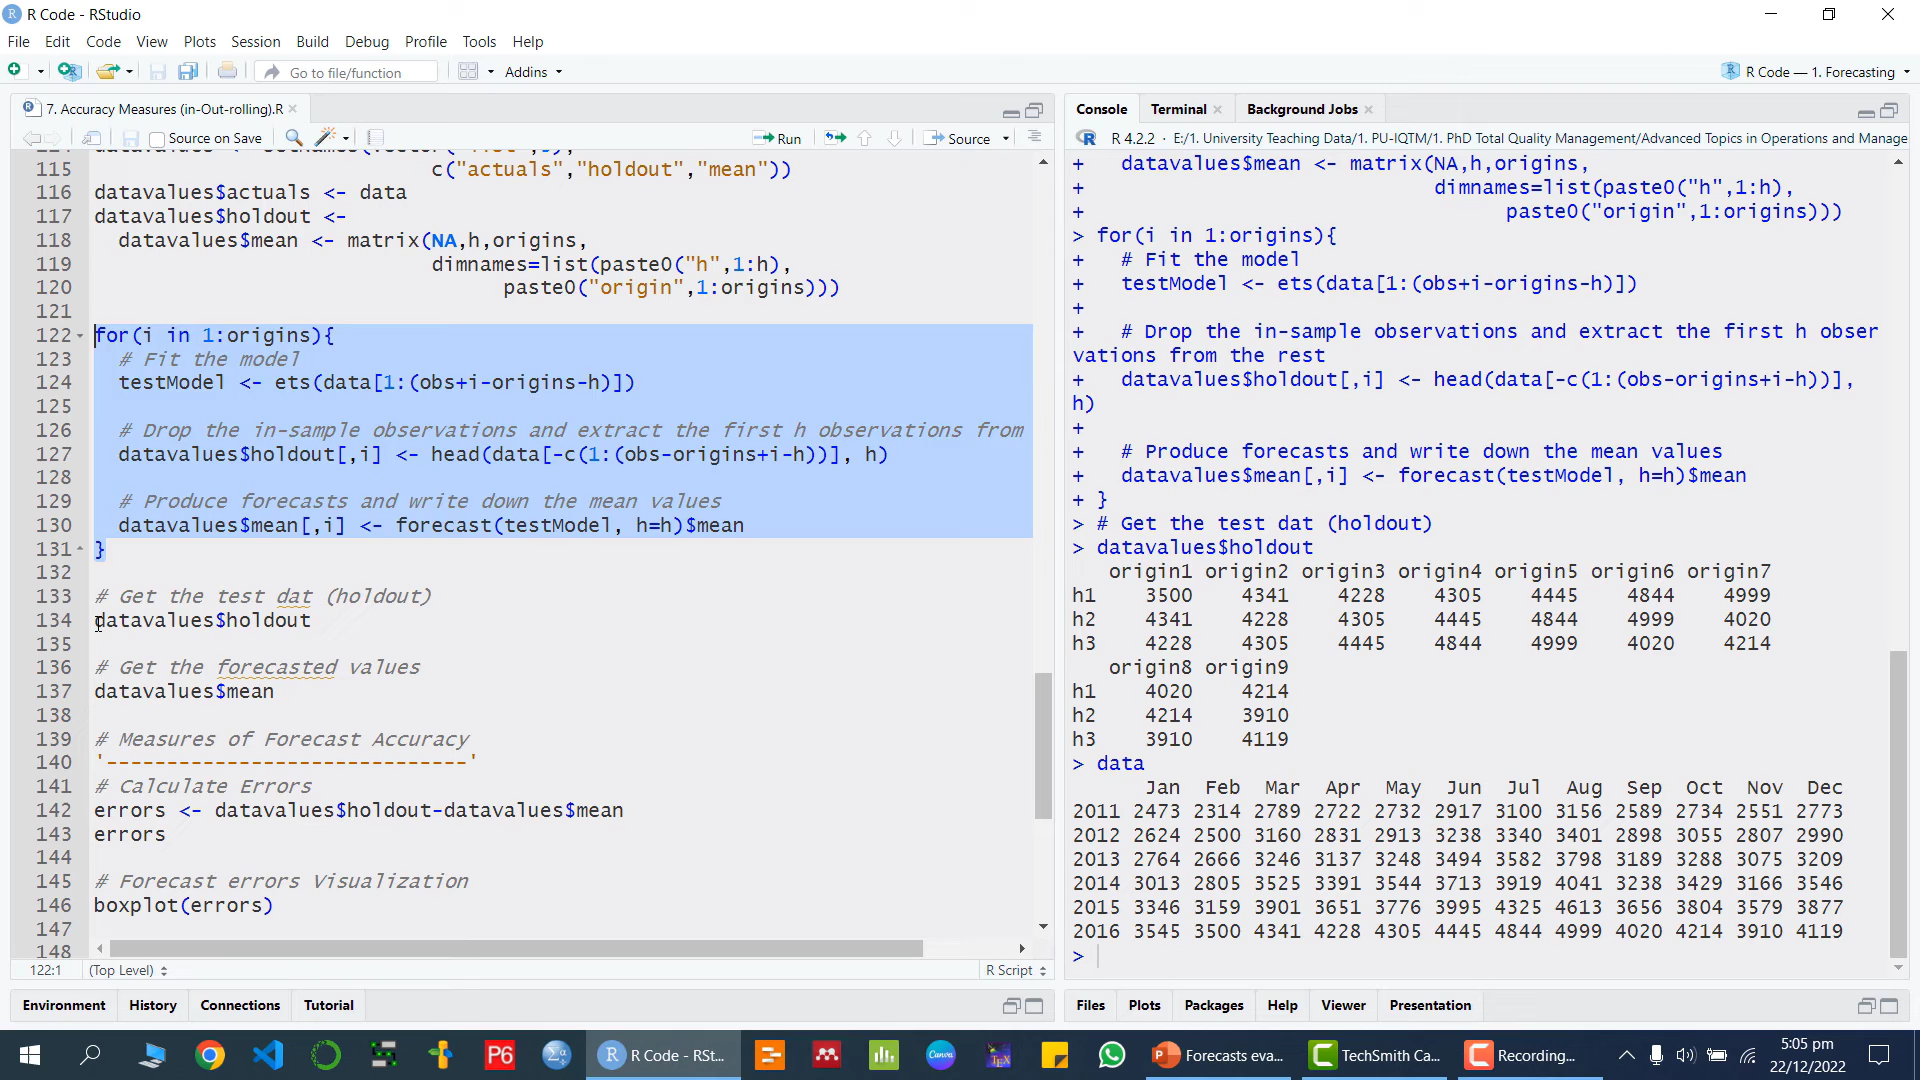 R Code - RStudio
File Edit Code View Plots Session Build Debug Profile Tools Help
Go to file/function Addins R Code — 1. Forecasting
7. Accuracy Measures (in-Out-rolling).R
Source on Save Run Source
115 c("actuals","holdout","mean"))
116 datavalues$actuals <- data
117 datavalues$holdout <-
118 datavalues$mean <- matrix(NA,h,origins,
119 dimnames=list(paste0("h",1:h),
120 paste0("origin",1:origins)))
121
122 for(i in 1:origins){
123 # Fit the model
124 testModel <- ets(data[1:(obs+i-origins-h)])
125
126 # Drop the in-sample observations and extract the first h observations from
127 datavalues$holdout[,i] <- head(data[-c(1:(obs-origins+i-h))], h)
128
129 # Produce forecasts and write down the mean values
130 datavalues$mean[,i] <- forecast(testModel, h=h)$mean
131 }
132
133 # Get the test dat (holdout)
134 datavalues$holdout
135
136 # Get the forecasted values
137 datavalues$mean
138
139 # Measures of Forecast Accuracy
140 '------------------------------'
141 # Calculate Errors
142 errors <- datavalues$holdout-datavalues$mean
143 errors
144
145 # Forecast errors Visualization
146 boxplot(errors)
147
148
122:1 (Top Level) R Script
Environment History Connections Tutorial
Console Terminal Background Jobs
R 4.2.2 · E:/1. University Teaching Data/1. PU-IQTM/1. PhD Total Quality Management/Advanced Topics in Operations and Manage
+ datavalues$mean <- matrix(NA,h,origins,
+ dimnames=list(paste0("h",1:h),
+ paste0("origin",1:origins)))
> for(i in 1:origins){
+ # Fit the model
+ testModel <- ets(data[1:(obs+i-origins-h)])
+
+ # Drop the in-sample observations and extract the first h obser
vations from the rest
+ datavalues$holdout[,i] <- head(data[-c(1:(obs-origins+i-h))],
h)
+
+ # Produce forecasts and write down the mean values
+ datavalues$mean[,i] <- forecast(testModel, h=h)$mean
+ }
> # Get the test dat (holdout)
> datavalues$holdout
origin1 origin2 origin3 origin4 origin5 origin6 origin7
h1 3500 4341 4228 4305 4445 4844 4999
h2 4341 4228 4305 4445 4844 4999 4020
h3 4228 4305 4445 4844 4999 4020 4214
origin8 origin9
h1 4020 4214
h2 4214 3910
h3 3910 4119
> data
Jan Feb Mar Apr May Jun Jul Aug Sep Oct Nov Dec
2011 2473 2314 2789 2722 2732 2917 3100 3156 2589 2734 2551 2773
2012 2624 2500 3160 2831 2913 3238 3340 3401 2898 3055 2807 2990
2013 2764 2666 3246 3137 3248 3494 3582 3798 3189 3288 3075 3209
2014 3013 2805 3525 3391 3544 3713 3919 4041 3238 3429 3166 3546
2015 3346 3159 3901 3651 3776 3995 4325 4613 3656 3804 3579 3877
2016 3545 3500 4341 4228 4305 4445 4844 4999 4020 4214 3910 4119
>
Files Plots Packages Help Viewer Presentation
P6 Canva R Code - RSt... Forecasts eva... TechSmith Ca... Recording... 5:05 pm
22/12/2022